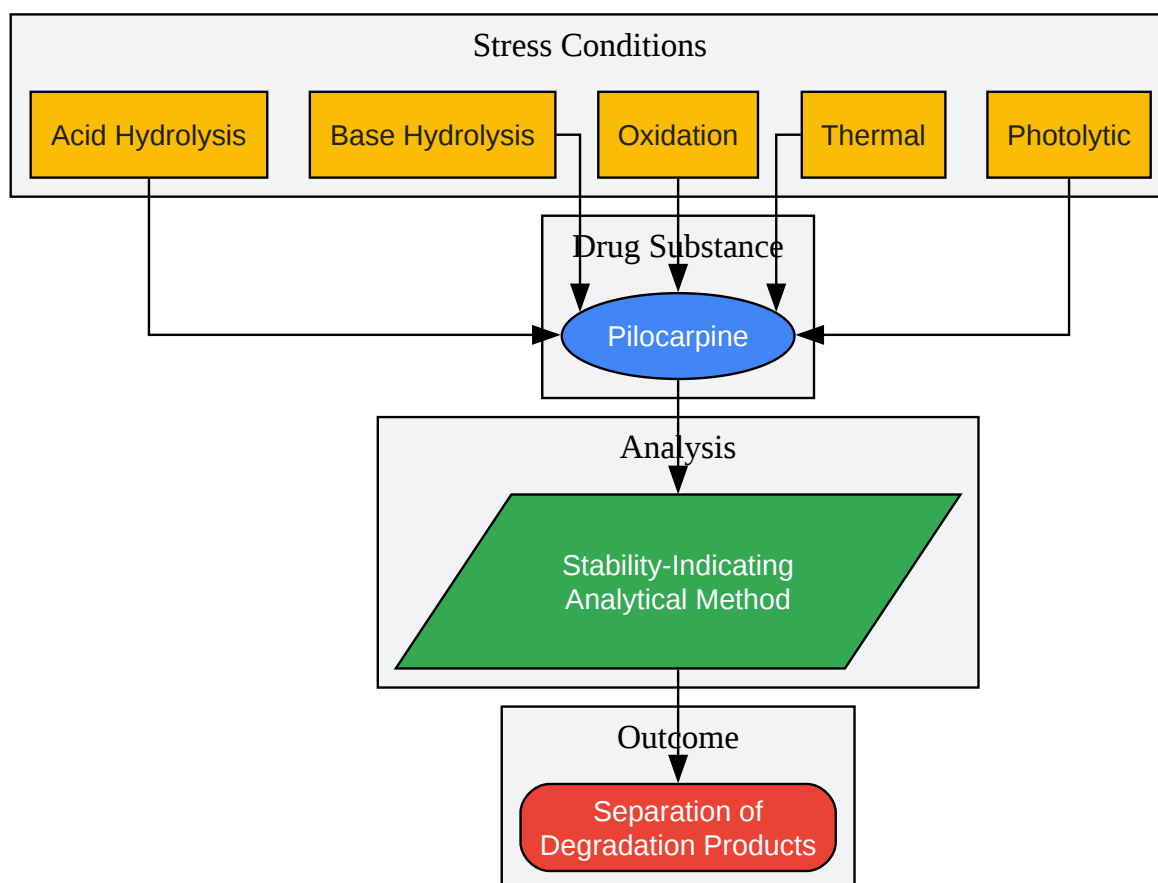 Stress Conditions
Acid Hydrolysis
Base Hydrolysis
Oxidation
Thermal
Photolytic
Drug Substance
Pilocarpine
Analysis
Stability-Indicating
Analytical Method
Outcome
Separation of
Degradation Products